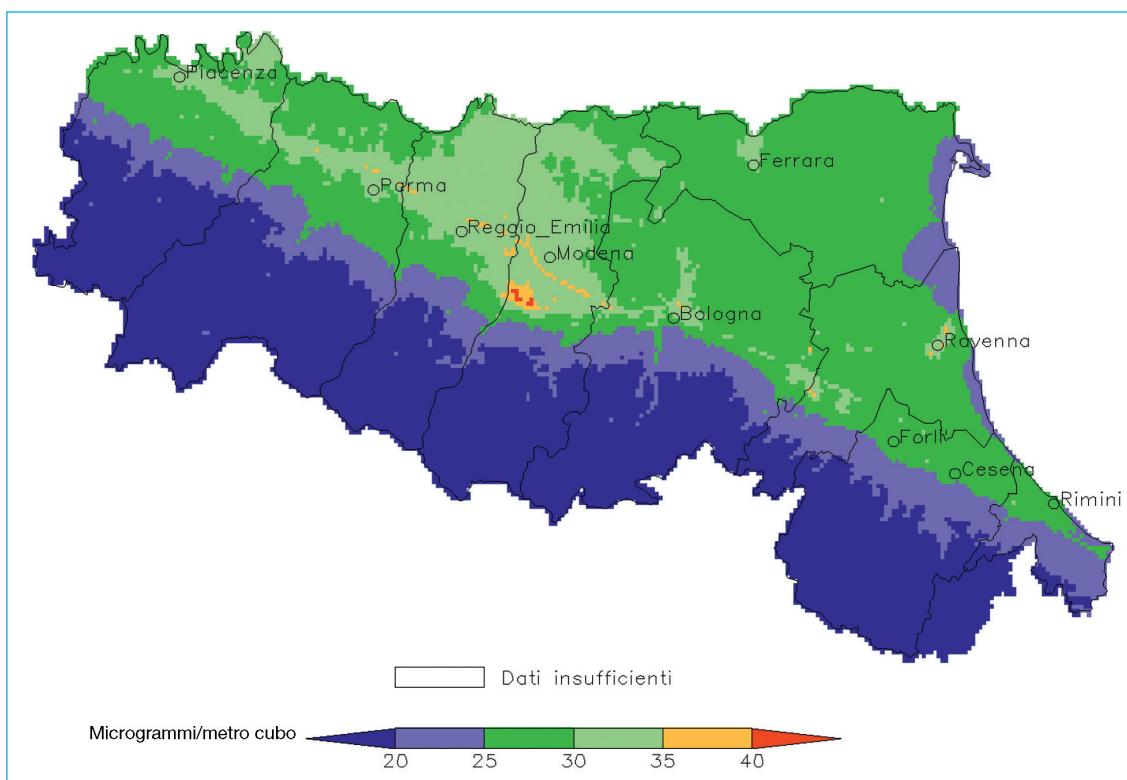 Piacenza
Ferrara
Parma
Reggio_Emilia
Modena
Bologna
Ravenna
Forli'
Cesena
Rimini
Dati insufficienti
Microgrammi/metro cubo
20 25 30 35 40